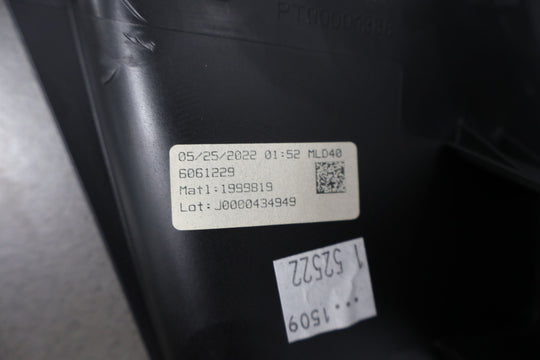 05/25/2022 01:52 MLD40
6061229
Matl:1999819
Lot:J0000434949
1 52522
...1509